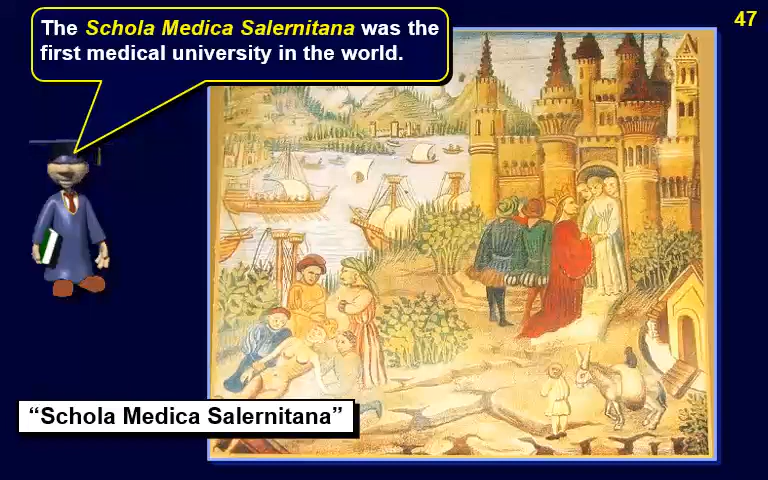 The Schola Medica Salernitana was the
first medical university in the world.
47
“Schola Medica Salernitana”